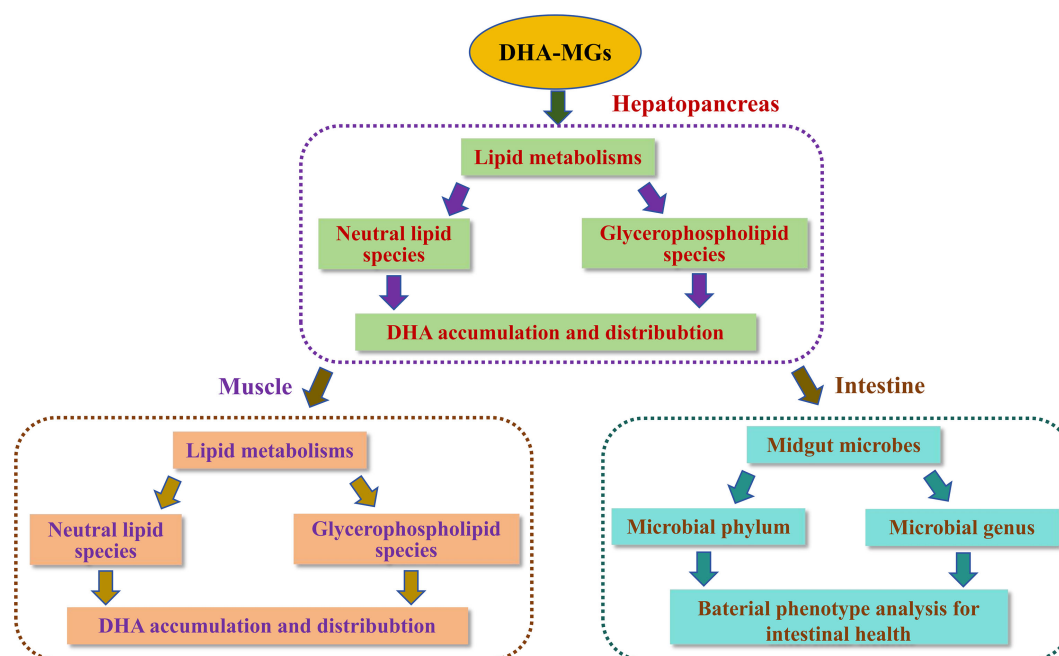 DHA-MGs
Hepatopancreas
Lipid metabolisms
Neutral lipid
species
Glycerophospholipid
species
DHA accumulation and distribubtion
Muscle
Intestine
Lipid metabolisms
Neutral lipid
species
Glycerophospholipid
species
DHA accumulation and distribubtion
Midgut microbes
Microbial phylum
Microbial genus
Baterial phenotype analysis for
intestinal health